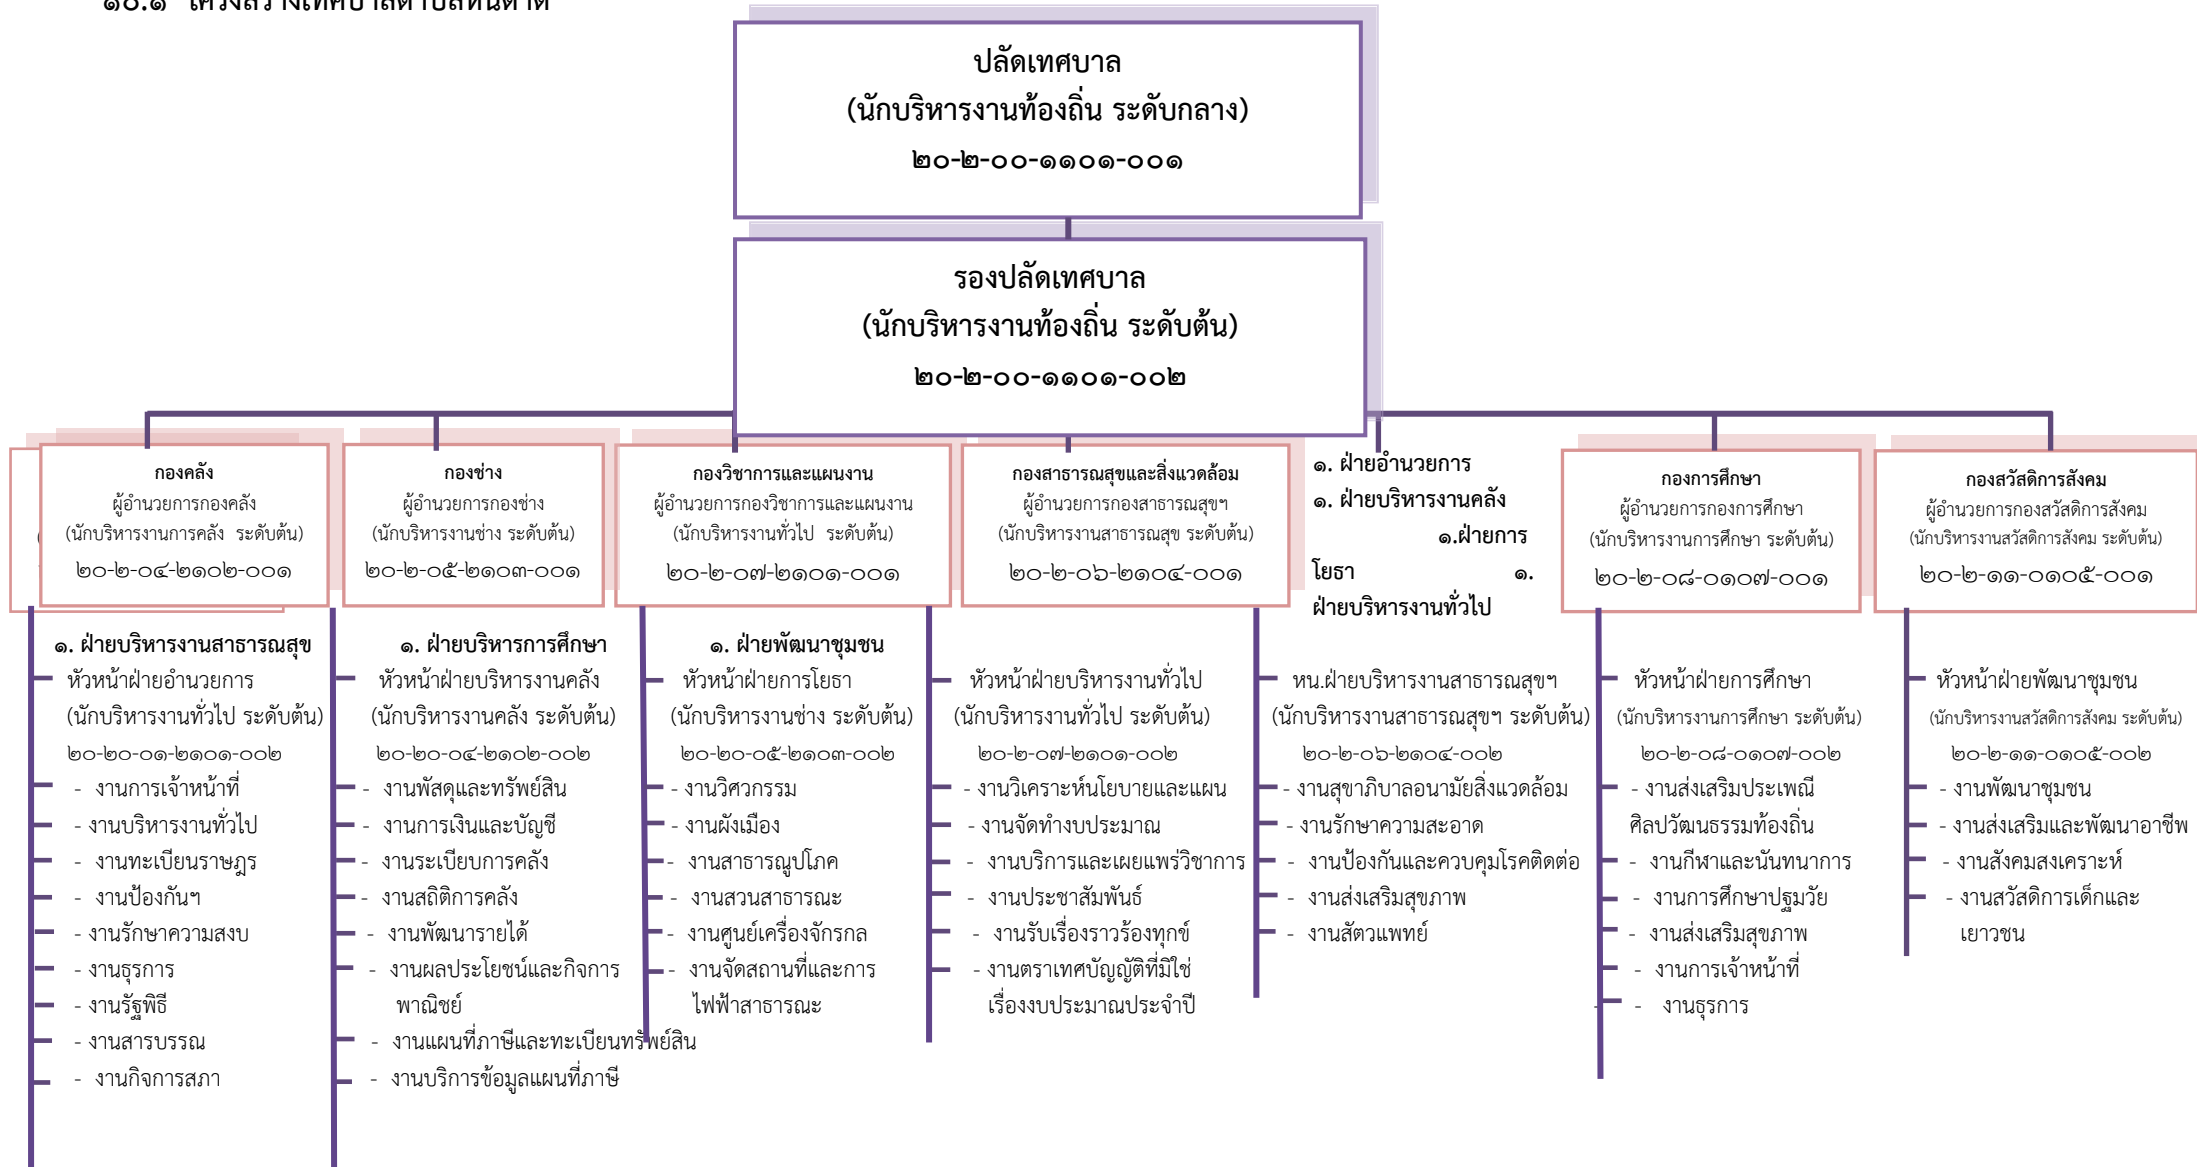 ๑๐.๑ โครงสร้างเทศบาลตำบลหินดาด
ปลัดเทศบาล
(นักบริหารงานท้องถิ่น ระดับกลาง)
๒๐-๒-๐๐-๑๑๐๑-๐๐๑
รองปลัดเทศบาล
(นักบริหารงานท้องถิ่น ระดับต้น)
๒๐-๒-๐๐-๑๑๐๑-๐๐๒
กองคลัง
ผู้อำนวยการกองคลัง
(นักบริหารงานการคลัง ระดับต้น)
๒๐-๒-๐๔-๒๑๐๒-๐๐๑
กองช่าง
ผู้อำนวยการกองช่าง
(นักบริหารงานช่าง ระดับต้น)
๒๐-๒-๐๕-๒๑๐๓-๐๐๑
กองวิชาการและแผนงาน
ผู้อำนวยการกองวิชาการและแผนงาน
(นักบริหารงานทั่วไป ระดับต้น)
๒๐-๒-๐๗-๒๑๐๑-๐๐๑
กองสาธารณสุขและสิ่งแวดล้อม
ผู้อำนวยการกองสาธารณสุขฯ
(นักบริหารงานสาธารณสุข ระดับต้น)
๒๐-๒-๐๖-๒๑๐๔-๐๐๑
๑. ฝ่ายอำนวยการ
๑. ฝ่ายบริหารงานคลัง
๑.ฝ่ายการ
โยธา ๑.
ฝ่ายบริหารงานทั่วไป
กองการศึกษา
ผู้อำนวยการกองการศึกษา
(นักบริหารงานการศึกษา ระดับต้น)
๒๐-๒-๐๘-๐๑๐๗-๐๐๑
กองสวัสดิการสังคม
ผู้อำนวยการกองสวัสดิการสังคม
(นักบริหารงานสวัสดิการสังคม ระดับต้น)
๒๐-๒-๑๑-๐๑๐๕-๐๐๑
๑. ฝ่ายบริหารงานสาธารณสุข
หัวหน้าฝ่ายอำนวยการ
(นักบริหารงานทั่วไป ระดับต้น)
๒๐-๒๐-๐๑-๒๑๐๑-๐๐๒
- งานการเจ้าหน้าที่
- งานบริหารงานทั่วไป
- งานทะเบียนราษฎร
- งานป้องกันฯ
- งานรักษาความสงบ
- งานธุรการ
- งานรัฐพิธี
- งานสารบรรณ
- งานกิจการสภา
๑. ฝ่ายบริหารการศึกษา
หัวหน้าฝ่ายบริหารงานคลัง
(นักบริหารงานคลัง ระดับต้น)
๒๐-๒๐-๐๔-๒๑๐๒-๐๐๒
- งานพัสดุและทรัพย์สิน
- งานการเงินและบัญชี
- งานระเบียบการคลัง
- งานสถิติการคลัง
- งานพัฒนารายได้
- งานผลประโยชน์และกิจการ
พาณิชย์
- งานแผนที่ภาษีและทะเบียนทรัพย์สิน
- งานบริการข้อมูลแผนที่ภาษี
๑. ฝ่ายพัฒนาชุมชน
หัวหน้าฝ่ายการโยธา
(นักบริหารงานช่าง ระดับต้น)
๒๐-๒๐-๐๕-๒๑๐๓-๐๐๒
- งานวิศวกรรม
- งานผังเมือง
- งานสาธารณูปโภค
- งานสวนสาธารณะ
- งานศูนย์เครื่องจักรกล
- งานจัดสถานที่และการ
ไฟฟ้าสาธารณะ
หัวหน้าฝ่ายบริหารงานทั่วไป
(นักบริหารงานทั่วไป ระดับต้น)
๒๐-๒-๐๗-๒๑๐๑-๐๐๒
- งานวิเคราะห์นโยบายและแผน
- งานจัดทำงบประมาณ
- งานบริการและเผยแพร่วิชาการ
- งานประชาสัมพันธ์
- งานรับเรื่องราวร้องทุกข์
- งานตราเทศบัญญัติที่มิใช่
เรื่องงบประมาณประจำปี
หน.ฝ่ายบริหารงานสาธารณสุขฯ
(นักบริหารงานสาธารณสุขฯ ระดับต้น)
๒๐-๒-๐๖-๒๑๐๔-๐๐๒
- งานสุขาภิบาลอนามัยสิ่งแวดล้อม
- งานรักษาความสะอาด
- งานป้องกันและควบคุมโรคติดต่อ
- งานส่งเสริมสุขภาพ
- งานสัตวแพทย์
หัวหน้าฝ่ายการศึกษา
(นักบริหารงานการศึกษา ระดับต้น)
๒๐-๒-๐๘-๐๑๐๗-๐๐๒
- งานส่งเสริมประเพณี
ศิลปวัฒนธรรมท้องถิ่น
- งานกีฬาและนันทนาการ
- งานการศึกษาปฐมวัย
- งานส่งเสริมสุขภาพ
- งานการเจ้าหน้าที่
- - งานธุรการ
หัวหน้าฝ่ายพัฒนาชุมชน
(นักบริหารงานสวัสดิการสังคม ระดับต้น)
๒๐-๒-๑๑-๐๑๐๕-๐๐๒
- งานพัฒนาชุมชน
- งานส่งเสริมและพัฒนาอาชีพ
- งานสังคมสงเคราะห์
- งานสวัสดิการเด็กและ
เยาวชน